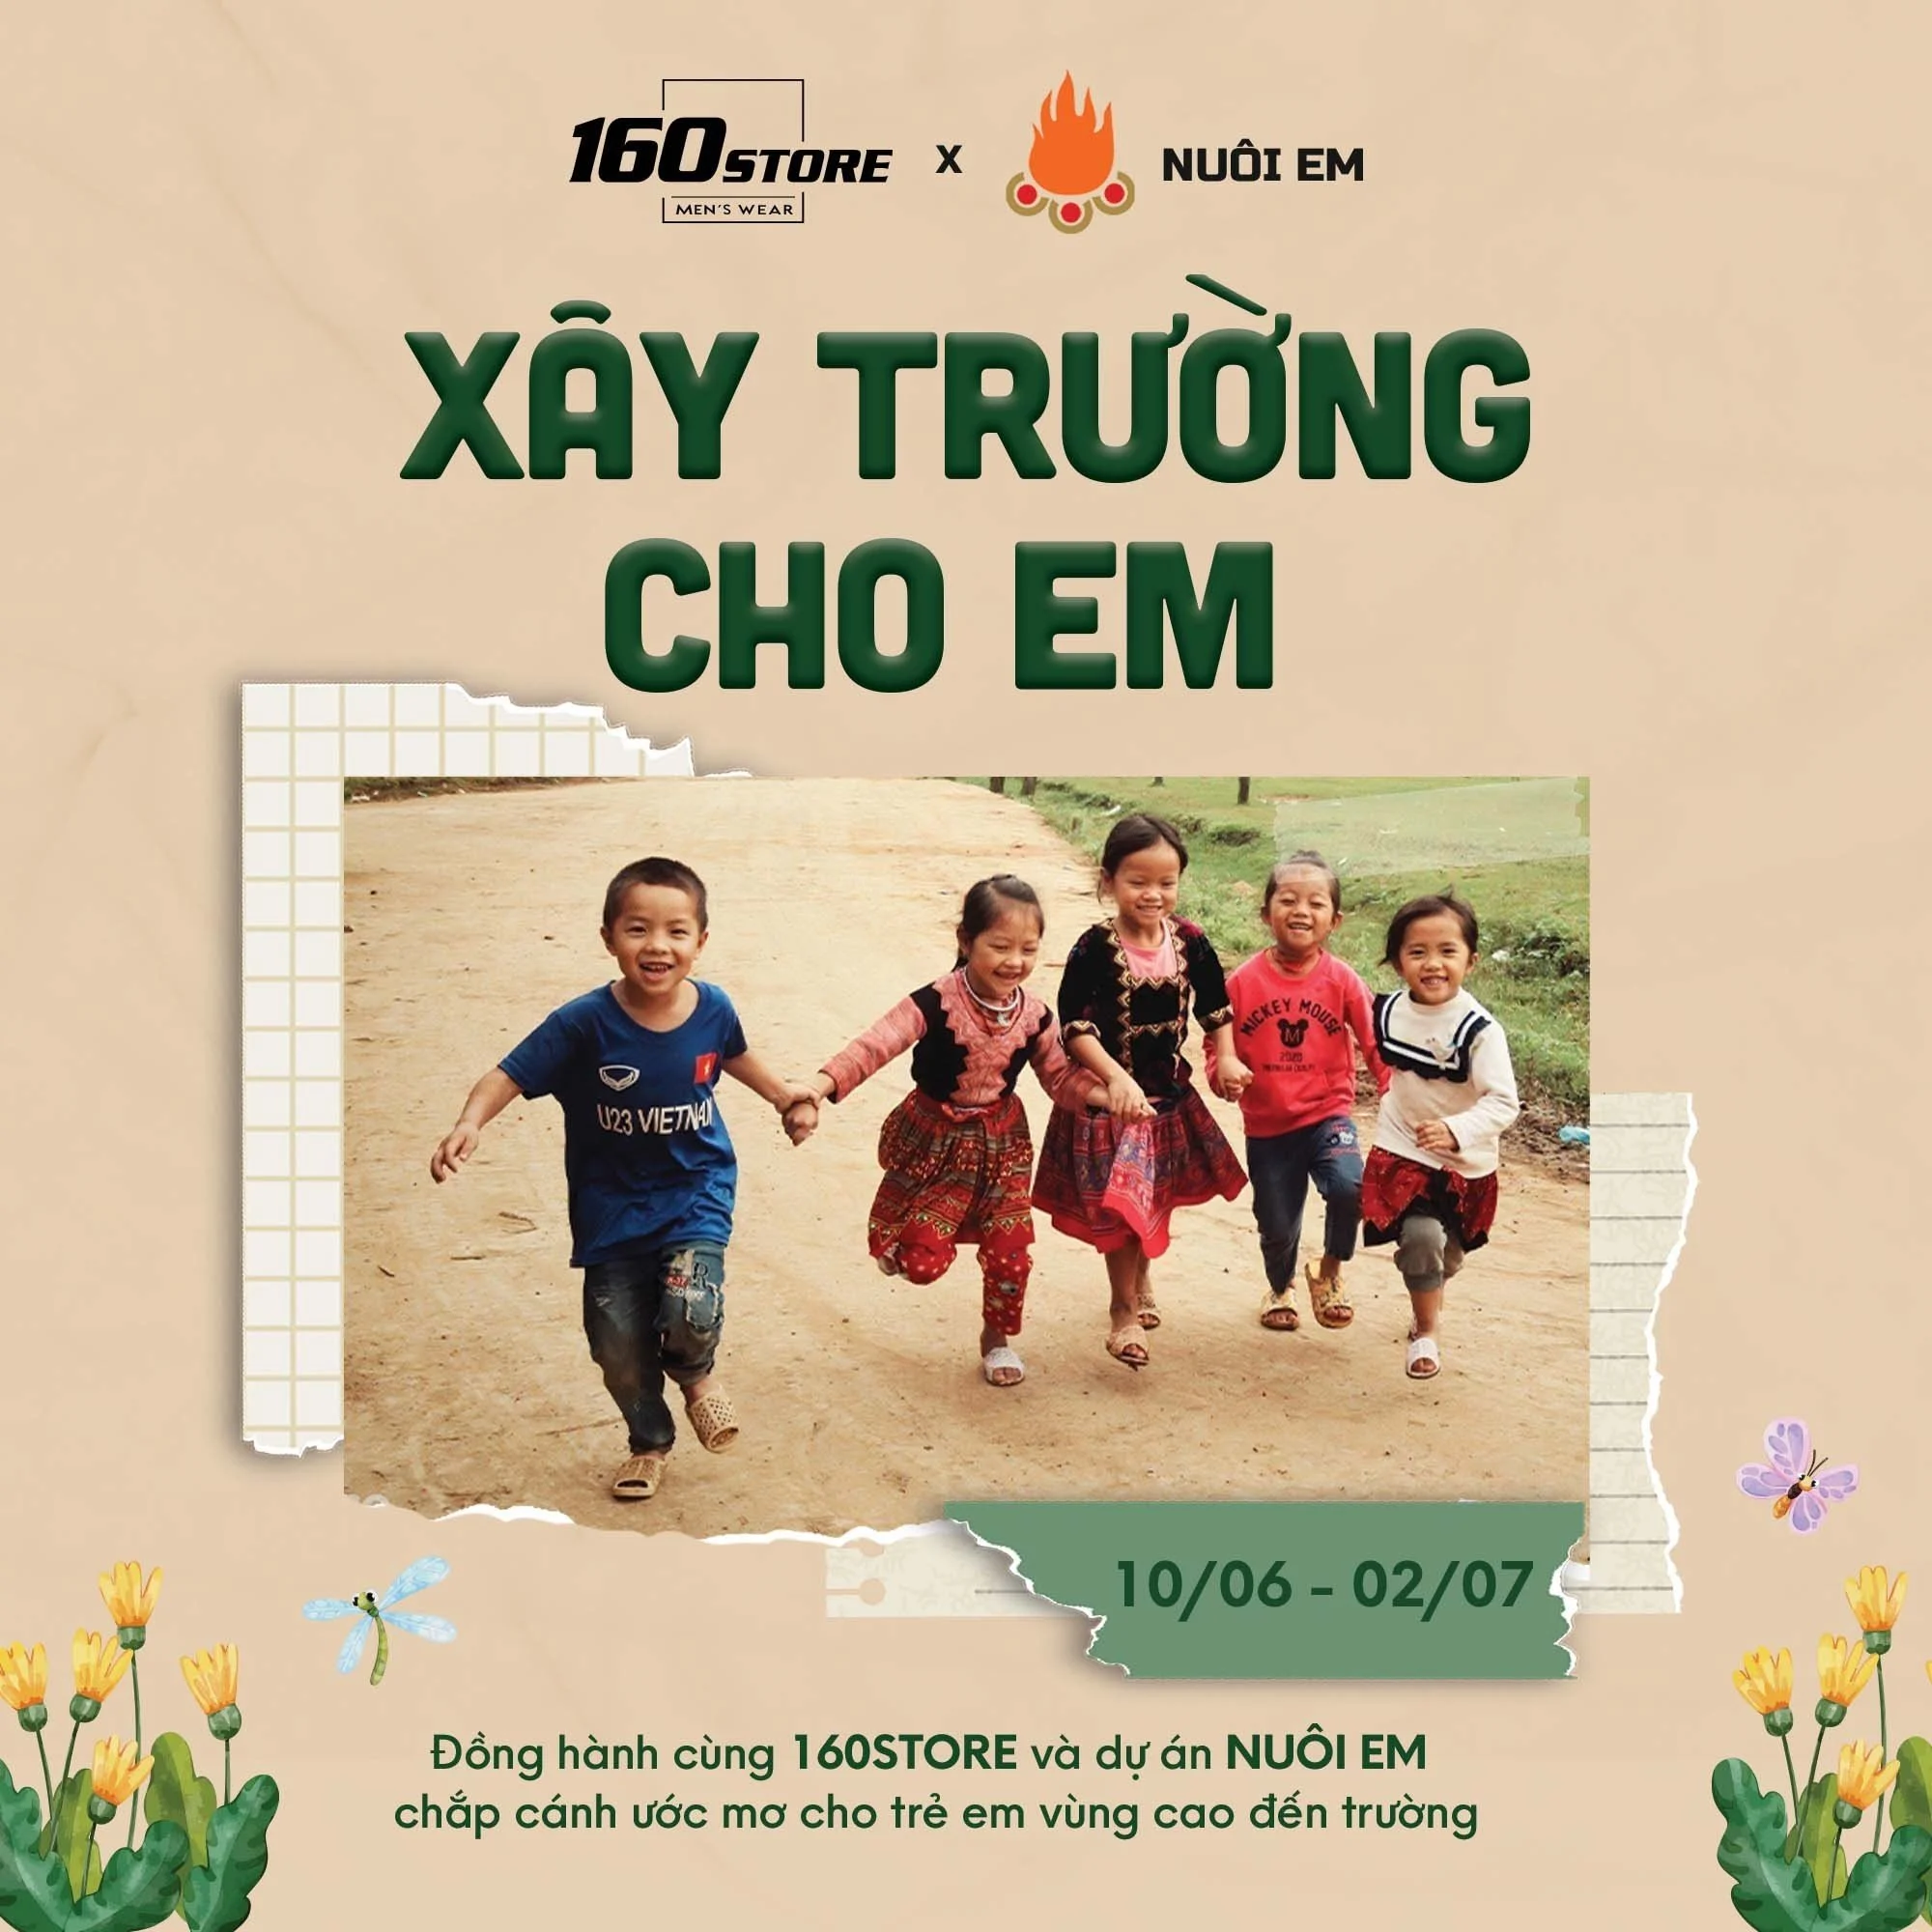 160STORE
MEN'S WEAR
X
NUÔI EM
XÂY TRƯỜNG
CHO EM
U23 VIETNAM
MICKEY MOUSE
M
2020
10/06 - 02/07
Đồng hành cùng 160STORE và dự án NUÔI EM
chắp cánh ước mơ cho trẻ em vùng cao đến trường